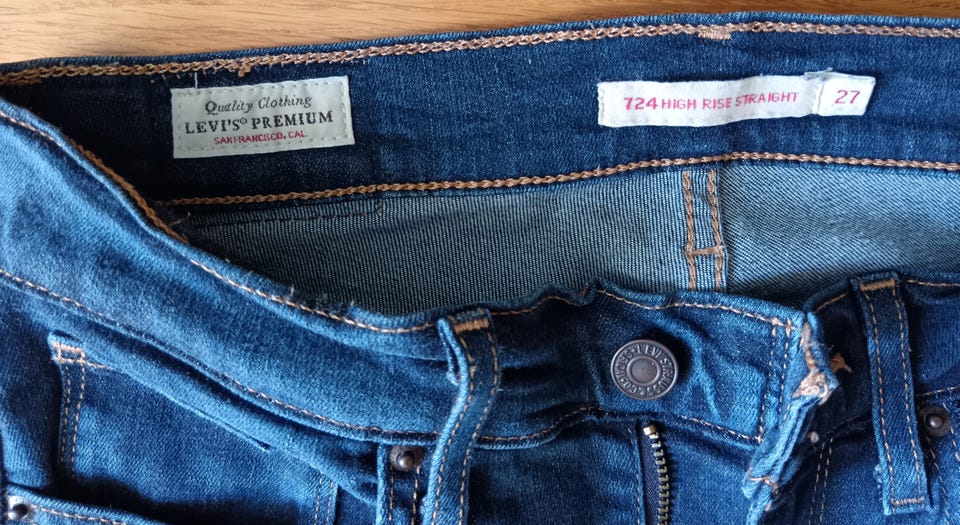 Quality Clothing
LEVI'S® PREMIUM
SAN FRANCISCO, CAL.
724 HIGH RISE STRAIGHT
27